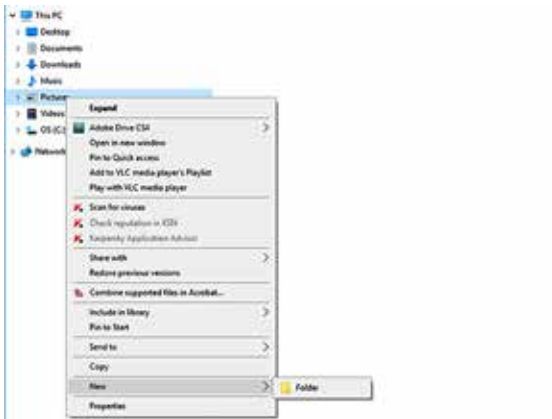 This PC
Desktop
Documents
Downloads
Music
Picture
Videos
OS (C:)
Network
Expand
Adobe Drive CS4
Open in new window
Pin to Quick access
Add to VLC media player's Playlist
Play with VLC media player
Scan for viruses
Check reputation in KSN
Kaspersky Application Advisor
Share with
Restore previous versions
Combine supported files in Acrobat...
Include in library
Pin to Start
Send to
Copy
New
Folder
Properties